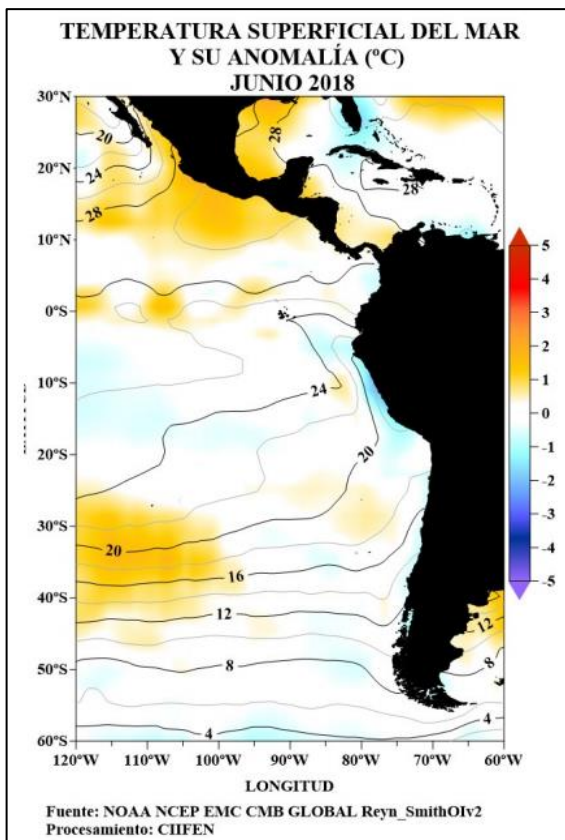 TEMPERATURA SUPERFICIAL DEL MAR
Y SU ANOMALÍA (ºC)
JUNIO 2018
30°N
20°N
10°N
0°S
10°S
20°S
30°S
40°S
50°S
60°S
120°W
110°W
100°W
90°W
80°W
70°W
60°W
20
24
28
28
28
24
20
20
16
12
8
4
12
8
4
5
4
3
2
1
0
-1
-2
-3
-4
-5
LONGITUD
Fuente: NOAA NCEP EMC CMB GLOBAL Reyn_SmithOIv2
Procesamiento: CIIFEN